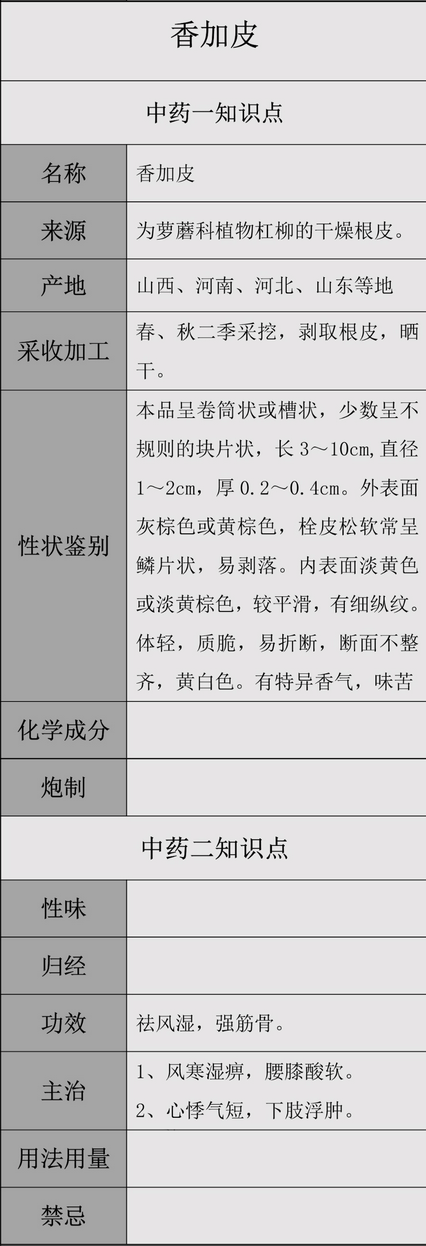 香加皮
中药一知识点
名称
香加皮
来源
为萝藦科植物杠柳的干燥根皮。
产地
山西、河南、河北、山东等地
采收加工
春、秋二季采挖，剥取根皮，晒
干。
性状鉴别
本品呈卷筒状或槽状，少数呈不
规则的块片状，长 3～10cm,直径
1～2cm，厚 0.2～0.4cm。外表面
灰棕色或黄棕色，栓皮松软常呈
鳞片状，易剥落。内表面淡黄色
或淡黄棕色，较平滑，有细纵纹。
体轻，质脆，易折断，断面不整
齐，黄白色。有特异香气，味苦
化学成分
炮制
中药二知识点
性味
归经
功效
祛风湿，强筋骨。
主治
1、风寒湿痹，腰膝酸软。
2、心悸气短，下肢浮肿。
用法用量
禁忌